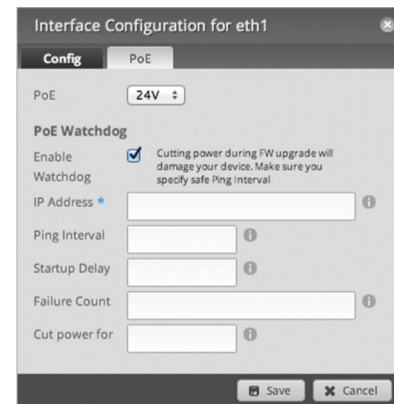 Interface Configuration for eth1
Config PoE
PoE 24V
PoE Watchdog
Enable Watchdog
Cutting power during FW upgrade will
damage your device. Make sure you
specify safe Ping Interval
IP Address *
Ping Interval
Startup Delay
Failure Count
Cut power for
Save Cancel